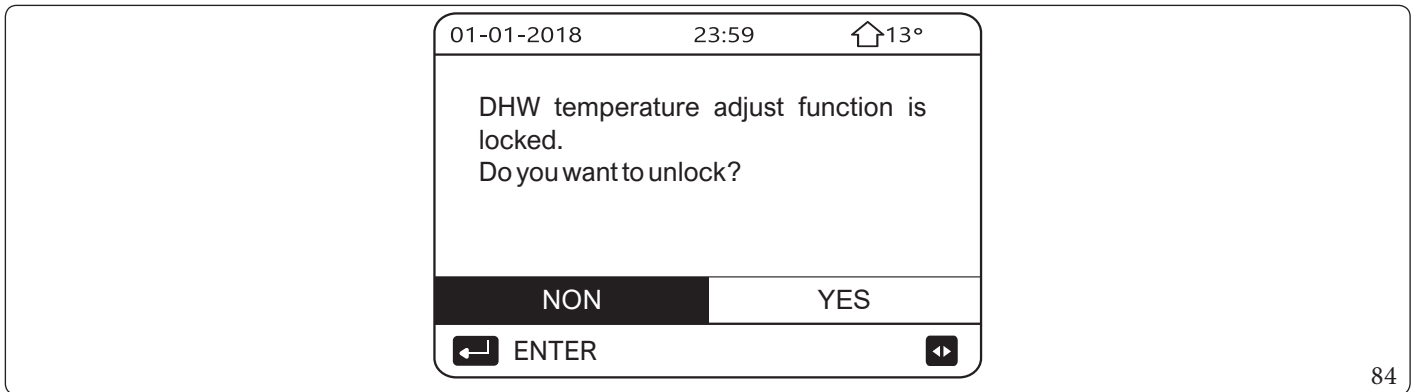 01-01-2018 23:59 13°
DHW temperature adjust function is
locked.
Do you want to unlock?
NON YES
ENTER
84